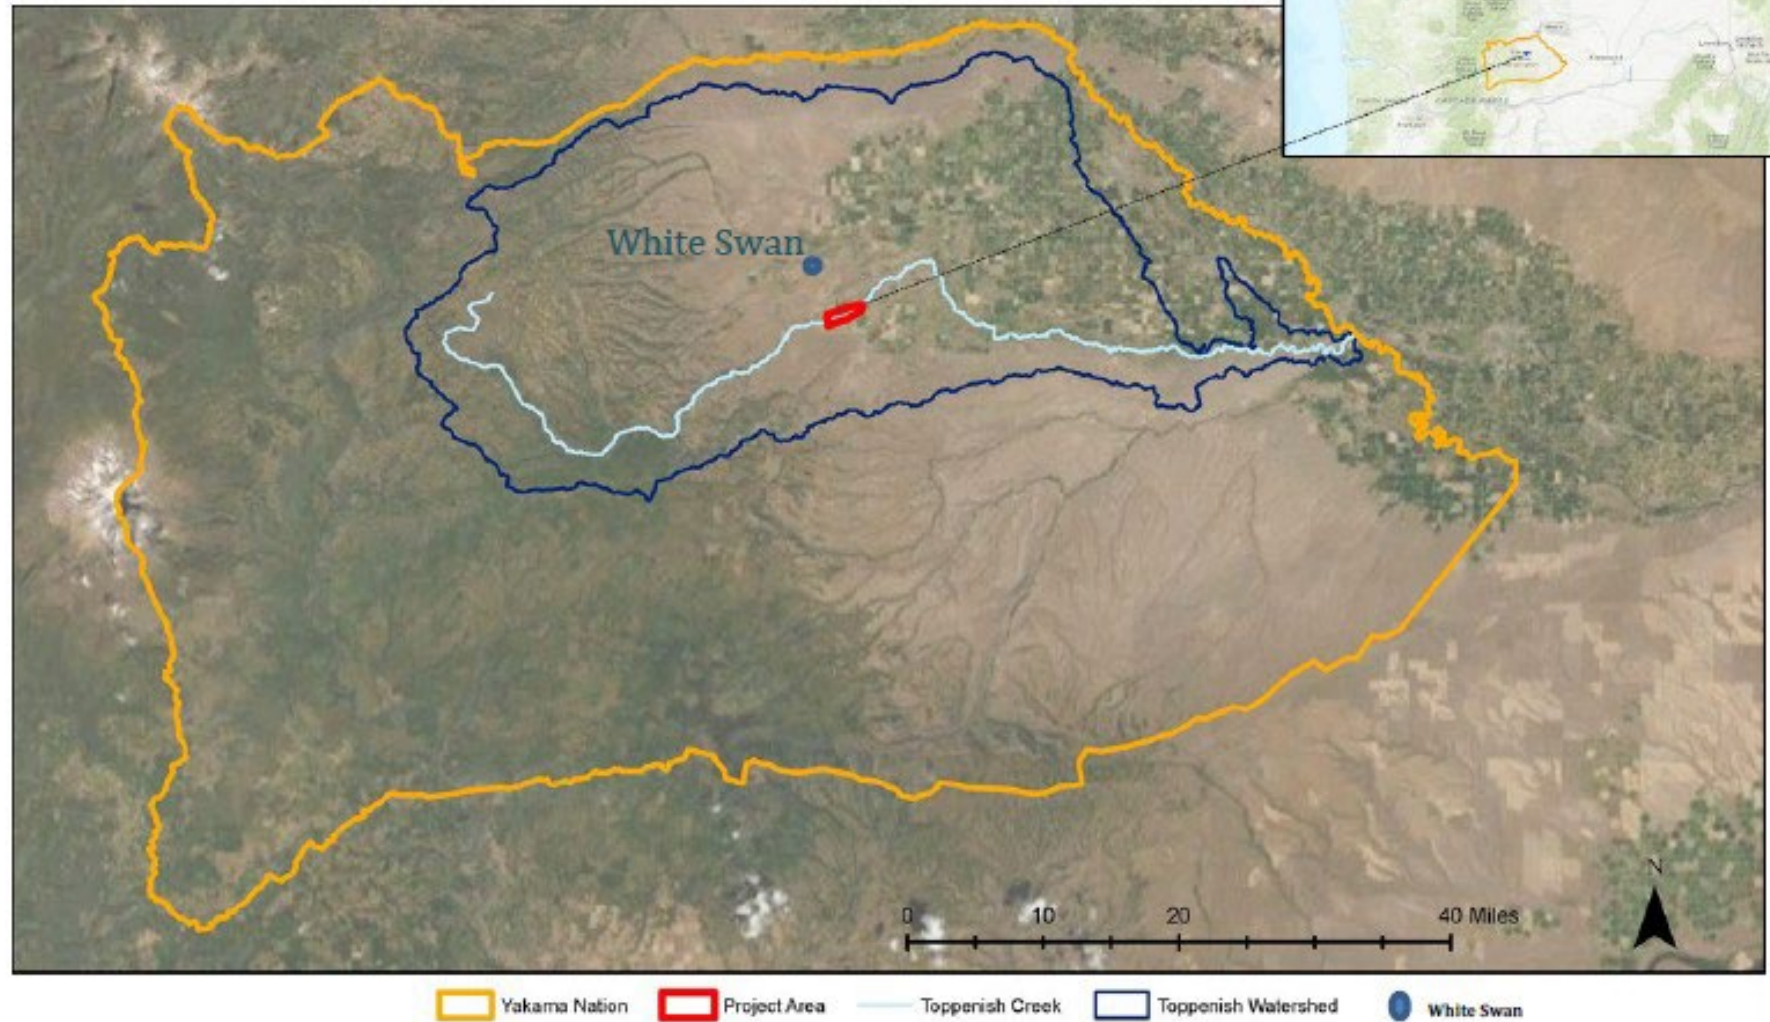 White Swan
N
0 10 20 40 Miles
Yakama Nation Project Area Toppenish Creek Toppenish Watershed White Swan